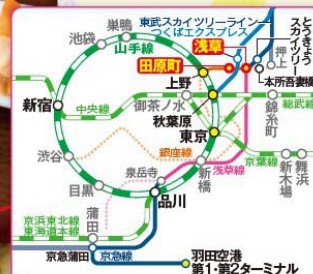 東武スカイツリーライン
つくばエクスプレス
とうきょう
スカイツリー
押上
巣鴨
池袋
山手線
浅草
田原町
上野
本所吾妻橋
新宿
中央線
御茶ノ水
秋葉原
錦糸町
総武線
東京
渋谷
銀座線
京葉線
泉岳寺
新橋
浅草線
新木場
舞浜
目黒
品川
京浜東北線
東海道本線
蒲田
京急蒲田
京急線
羽田空港
第1・第2ターミナル